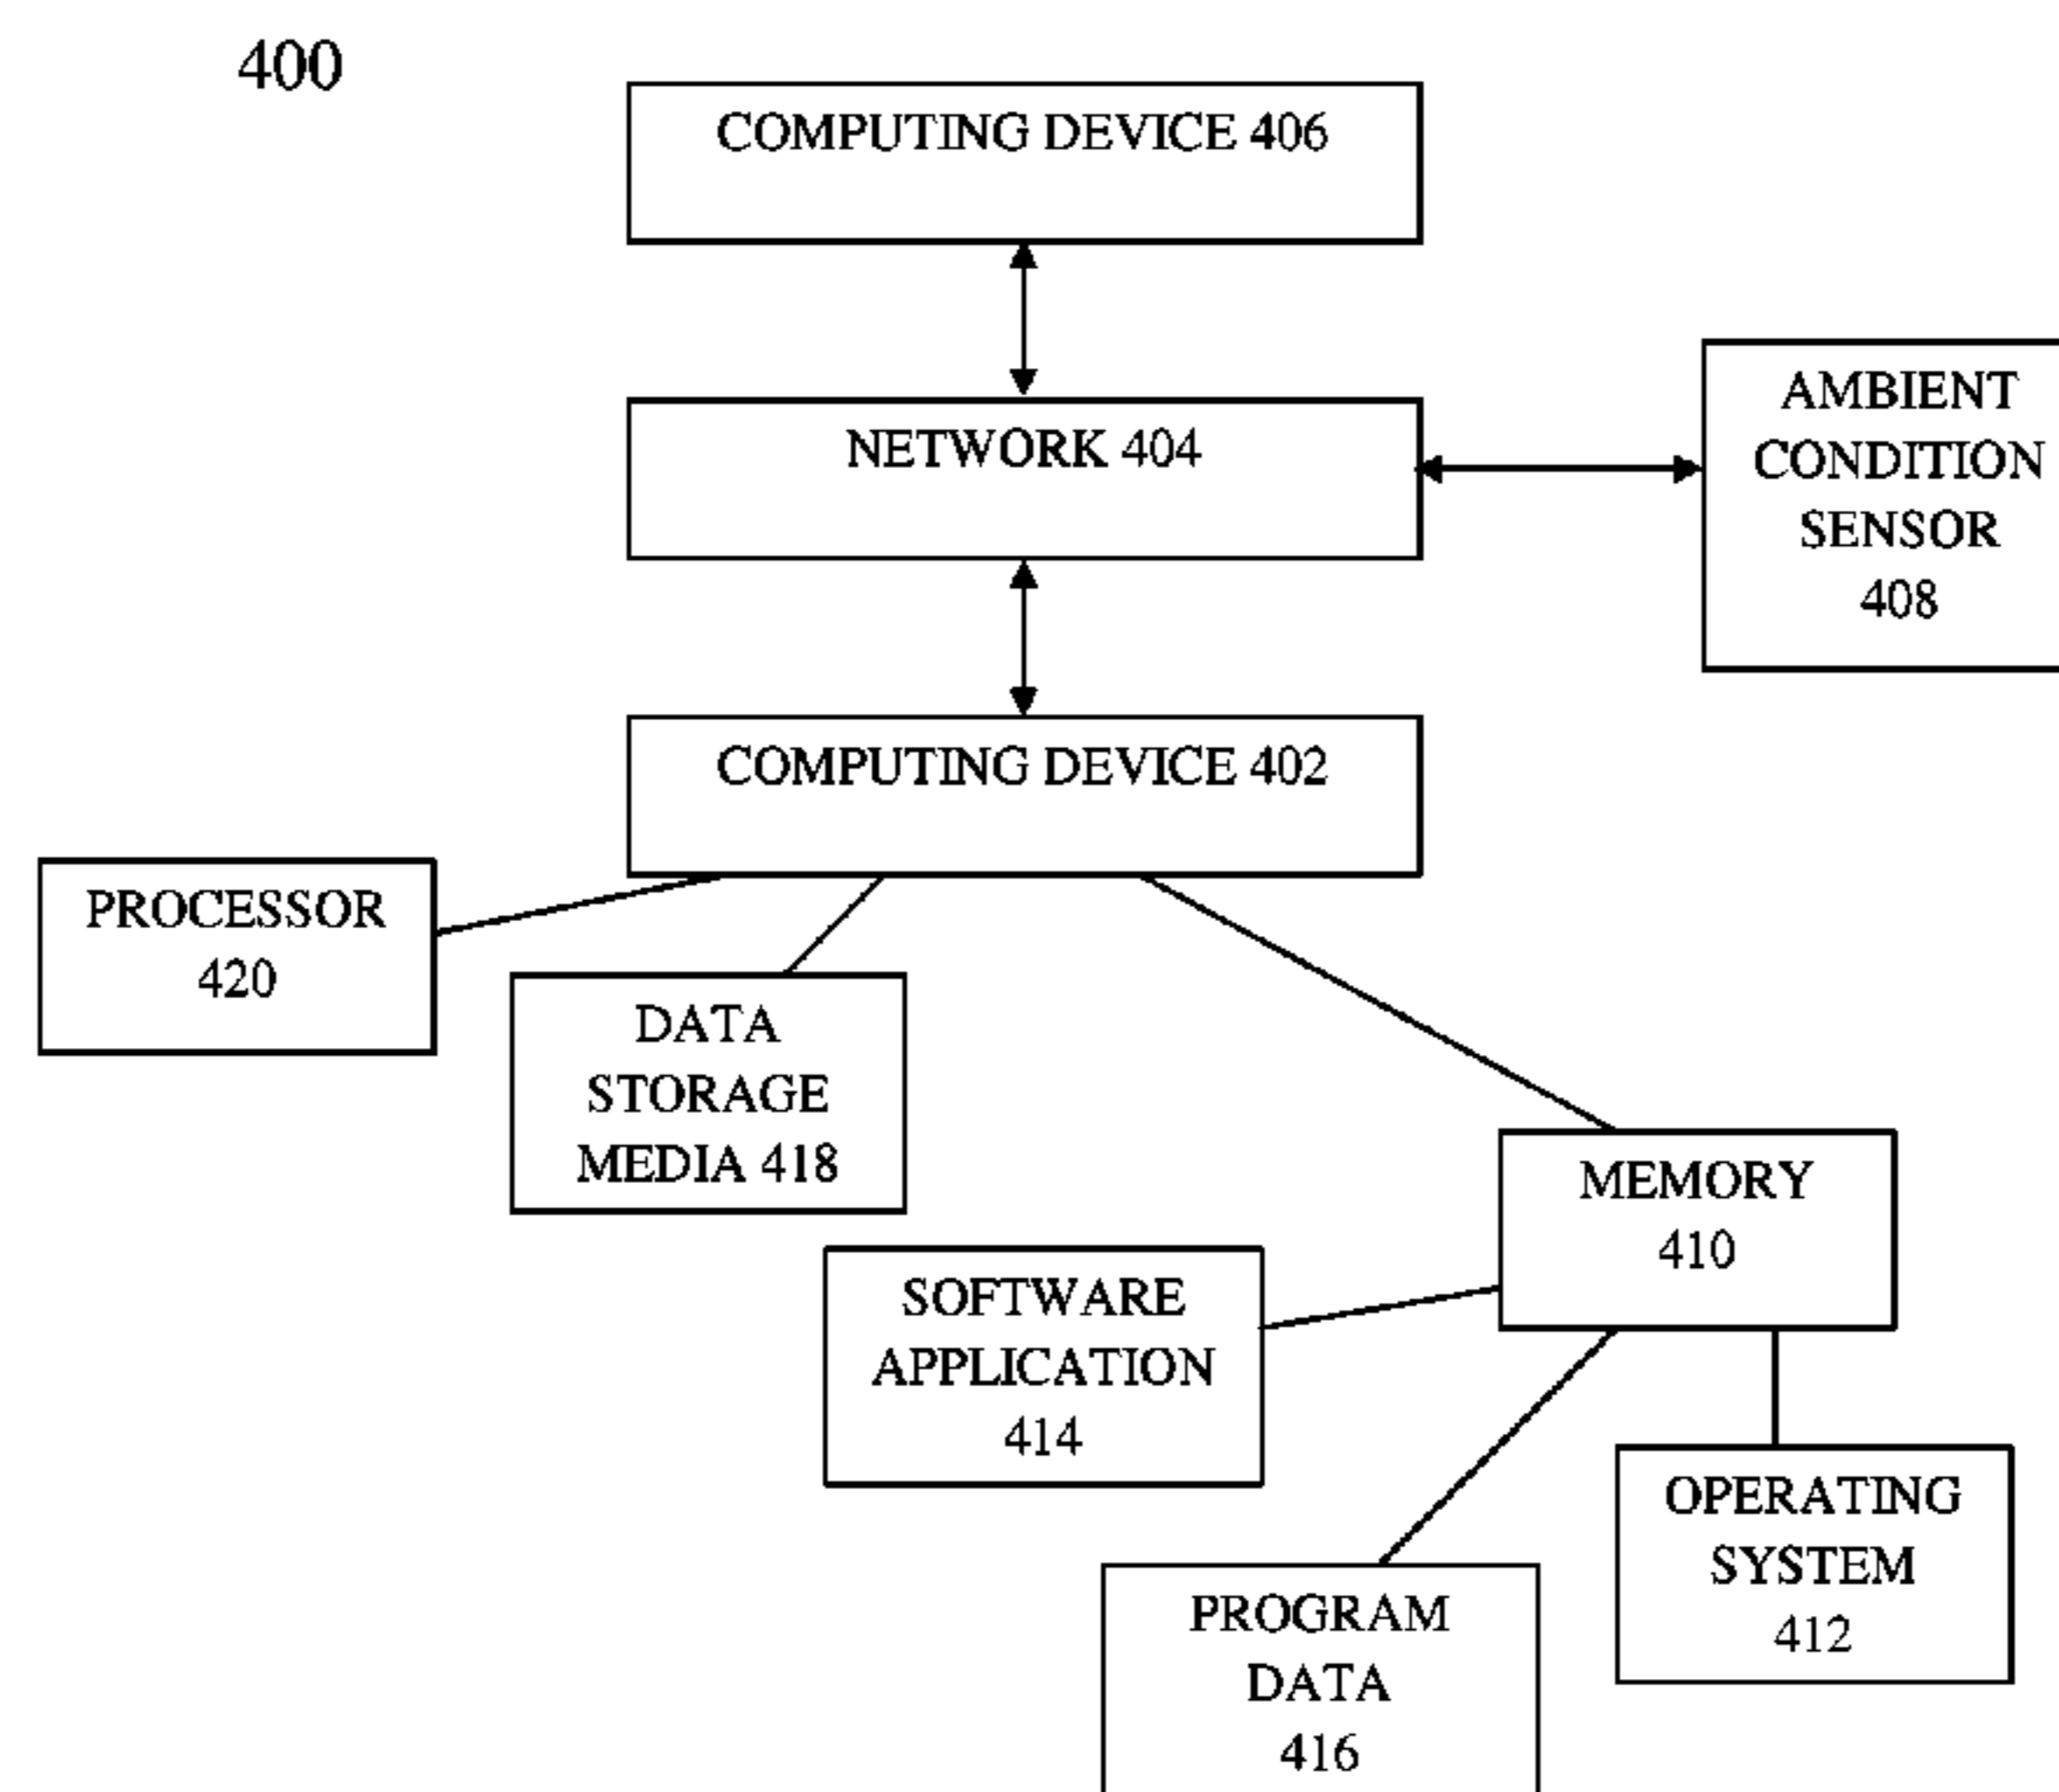 400
COMPUTING DEVICE 406
NETWORK 404
AMBIENT
CONDITION
SENSOR
408
COMPUTING DEVICE 402
PROCESSOR
420
DATA
STORAGE
MEDIA 418
MEMORY
410
SOFTWARE
APPLICATION
414
OPERATING
SYSTEM
412
PROGRAM
DATA
416